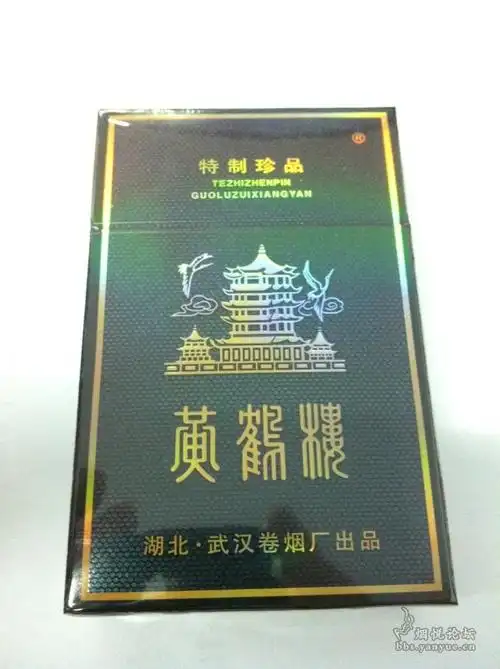 特制珍品
®
TEZHIZHENPIN
GUOLUZUIXIANGYAN
黄鹤楼
湖北·武汉卷烟厂出品
烟悦论坛
bbs.yanyue.cn